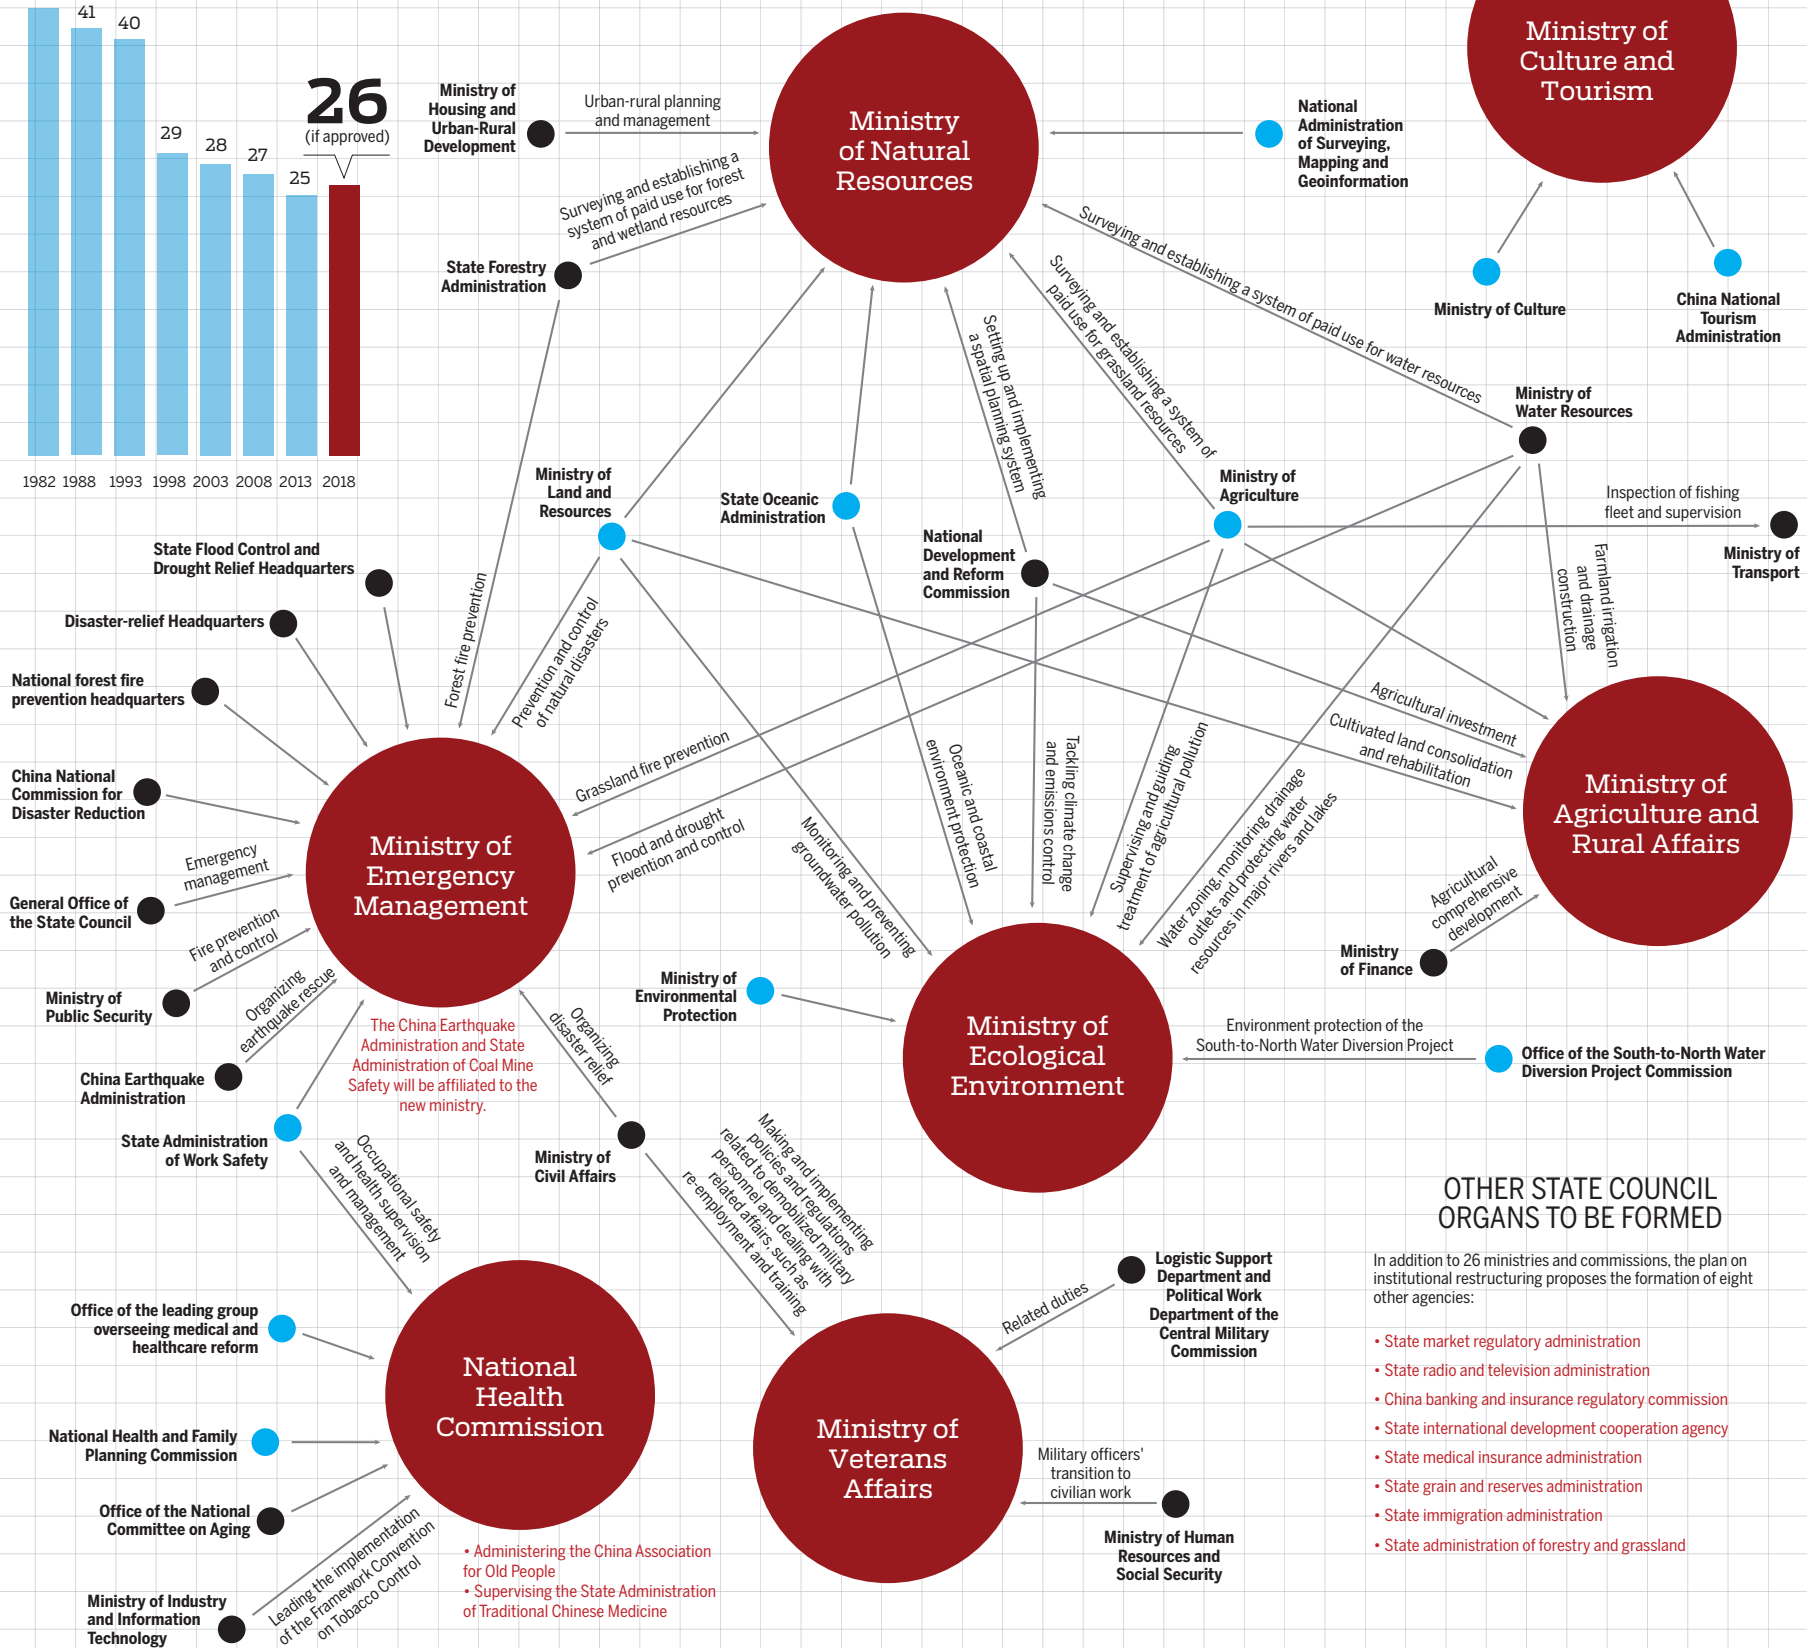 41
40
29
28
27
25
26
(if approved)
1982 1988 1993 1998 2003 2008 2013 2018
Ministry of
Culture and
Tourism
Ministry of
Housing and
Urban-Rural
Development
Urban-rural planning
and management
Ministry
of Natural
Resources
National
Administration
of Surveying,
Mapping and
Geoinformation
Surveying and establishing a
system of paid use for forest
and wetland resources
State Forestry
Administration
Surveying and establishing a system of paid use for water resources
Surveying and establishing a system of
paid use for grassland resources
Setting up and implementing
a spatial planning system
Ministry of Culture
China National
Tourism
Administration
Ministry of
Water Resources
Ministry of
Land and
Resources
State Oceanic
Administration
National
Development
and Reform
Commission
Ministry of
Agriculture
Inspection of fishing
fleet and supervision
Ministry of
Transport
Farmland irrigation
and drainage
construction
State Flood Control and
Drought Relief Headquarters
Disaster-relief Headquarters
National forest fire
prevention headquarters
China National
Commission for
Disaster Reduction
Forest fire prevention
Prevention and control
of natural disasters
Grassland fire prevention
Flood and drought
prevention and control
Monitoring and preventing
groundwater pollution
Oceanic and coastal
environment protection
Tackling climate change
and emissions control
Supervising and guiding
treatment of agricultural pollution
Water zoning, monitoring drainage
outlets and protecting water
resources in major rivers and lakes
Agricultural investment
Cultivated land consolidation
and rehabilitation
Ministry of
Agriculture and
Rural Affairs
Ministry of
Emergency
Management
Emergency
management
General Office of
the State Council
Fire prevention
and control
Ministry of
Public Security
Organizing
earthquake rescue
China Earthquake
Administration
The China Earthquake
Administration and State
Administration of Coal Mine
Safety will be affiliated to the
new ministry.
Organizing
disaster relief
Ministry of
Environmental
Protection
Ministry of
Ecological
Environment
Agricultural
comprehensive
development
Ministry
of Finance
Environment protection of the
South-to-North Water Diversion Project
Office of the South-to-North Water
Diversion Project Commission
State Administration
of Work Safety
Occupational safety
and health supervision
and management
Ministry of
Civil Affairs
Making and implementing
policies and regulations
related to demobilized military
personnel and dealing with
related affairs, such as
re-employment and training
Office of the leading group
overseeing medical and
healthcare reform
National
Health
Commission
National Health and Family
Planning Commission
Office of the National
Committee on Aging
Ministry of Industry
and Information
Technology
Leading the implementation
of the Framework Convention
on Tobacco Control
• Administering the China Association
for Old People
• Supervising the State Administration
of Traditional Chinese Medicine
Ministry of
Veterans
Affairs
Related duties
Logistic Support
Department and
Political Work
Department of the
Central Military
Commission
Military officers'
transition to
civilian work
Ministry of Human
Resources and
Social Security
OTHER STATE COUNCIL
ORGANS TO BE FORMED
In addition to 26 ministries and commissions, the plan on
institutional restructuring proposes the formation of eight
other agencies:
• State market regulatory administration
• State radio and television administration
• China banking and insurance regulatory commission
• State international development cooperation agency
• State medical insurance administration
• State grain and reserves administration
• State immigration administration
• State administration of forestry and grassland